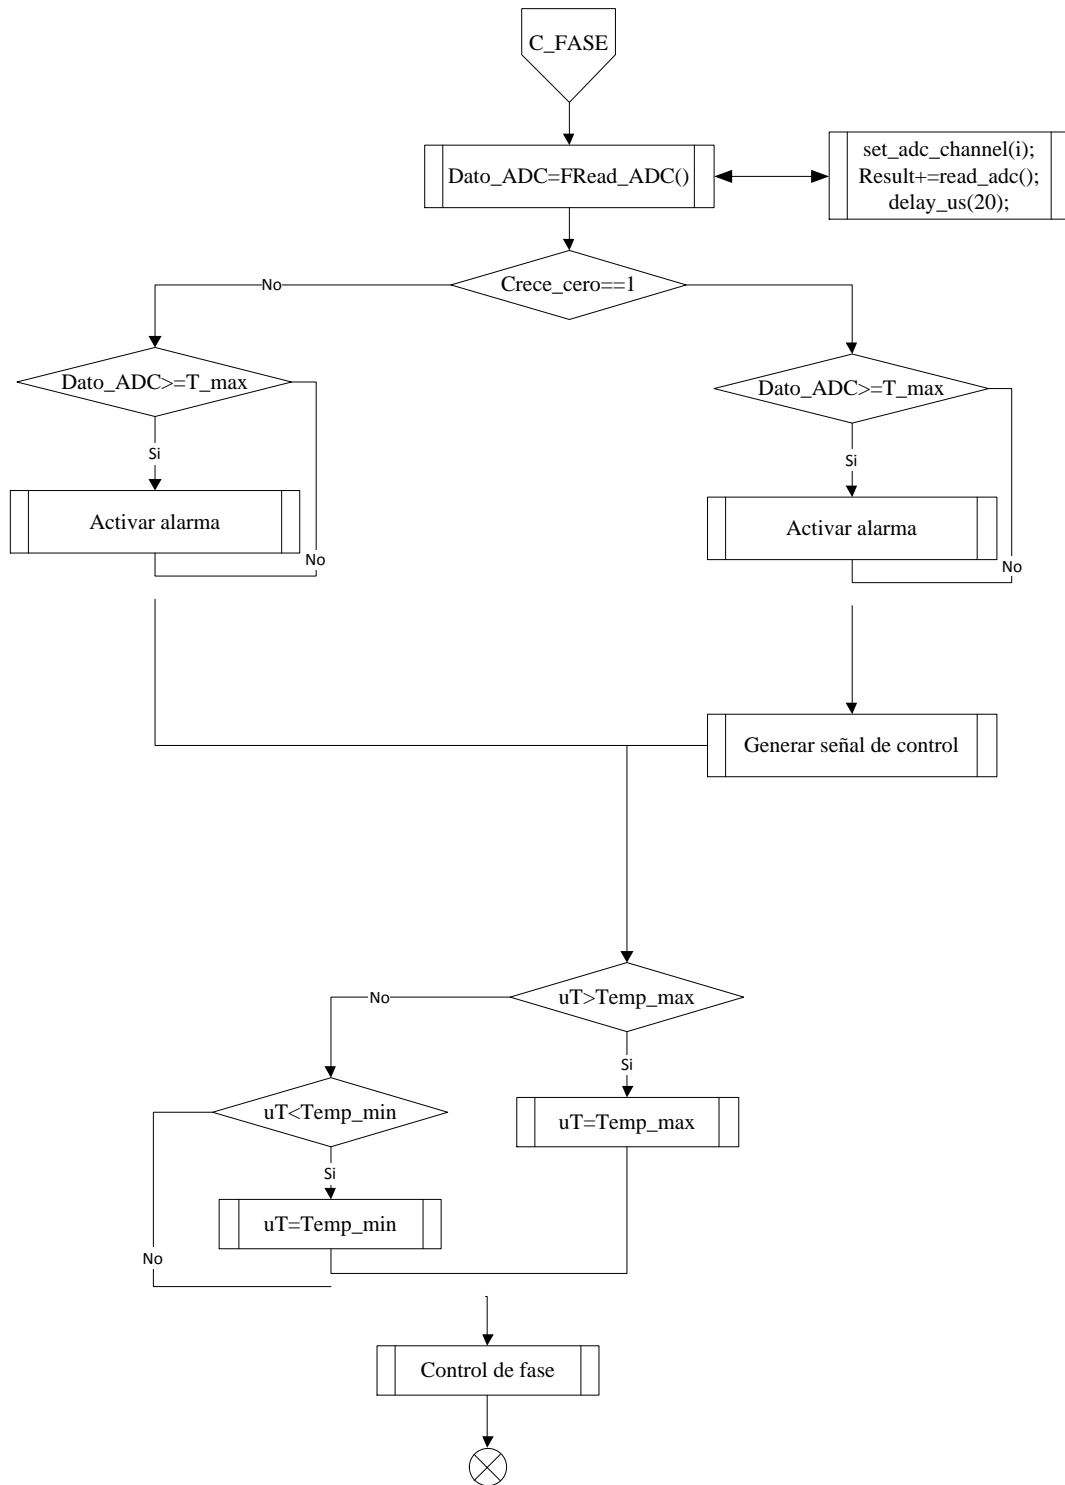 C_FASE
Dato_ADC=FRead_ADC()
set_adc_channel(i);
Result+=read_adc();
delay_us(20);
Crece_cero==1
No
Dato_ADC>=T_max
Si
Activar alarma
No
Dato_ADC>=T_max
Si
Activar alarma
No
Generar señal de control
uT>Temp_max
No
Si
uT<Temp_min
uT=Temp_max
Si
uT=Temp_min
No
Control de fase